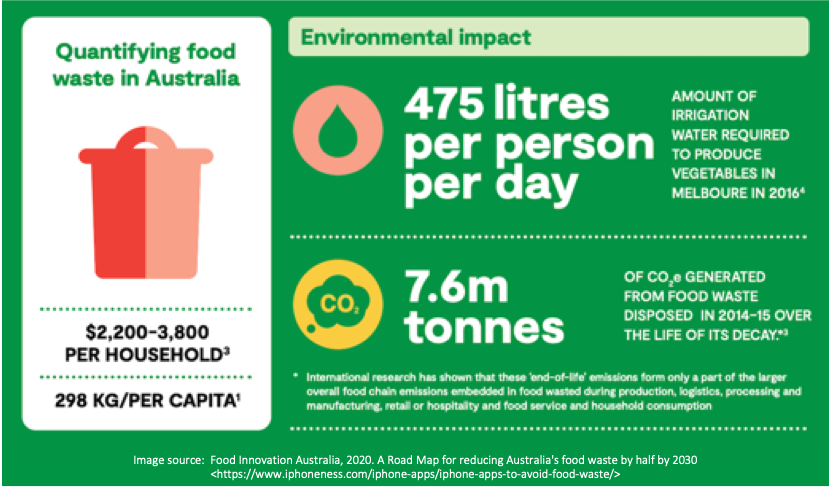 Quantifying food
waste in Australia
$2,200–3,800
PER HOUSEHOLD³
298 KG/PER CAPITA¹
Environmental impact
475 litres
per person
per day
AMOUNT OF
IRRIGATION
WATER REQUIRED
TO PRODUCE
VEGETABLES IN
MELBOURE IN 2016⁴
CO₂
7.6m
tonnes
OF CO₂e GENERATED
FROM FOOD WASTE
DISPOSED IN 2014–15 OVER
THE LIFE OF ITS DECAY.*³
* International research has shown that these 'end-of-life' emissions form only a part of the larger
overall food chain emissions embedded in food wasted during production, logistics, processing and
manufacturing, retail or hospitality and food service and household consumption
Image source: Food Innovation Australia, 2020. A Road Map for reducing Australia's food waste by half by 2030
<https://www.iphoneness.com/iphone-apps/iphone-apps-to-avoid-food-waste/>